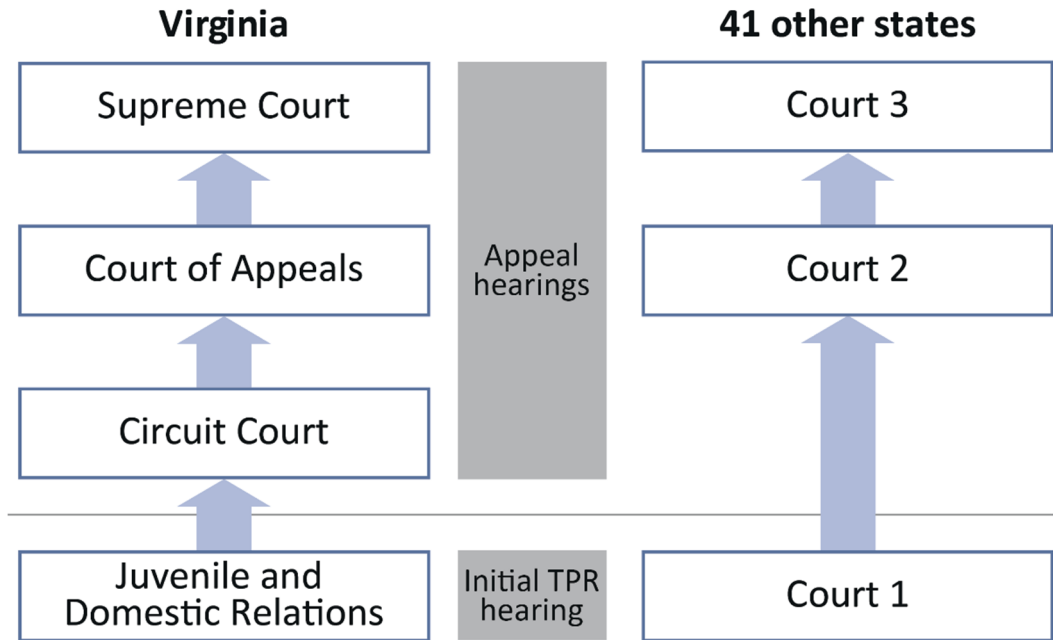 Virginia
41 other states
Supreme Court
Court 3
Court of Appeals
Appeal
hearings
Court 2
Circuit Court
Juvenile and
Domestic Relations
Initial TPR
hearing
Court 1